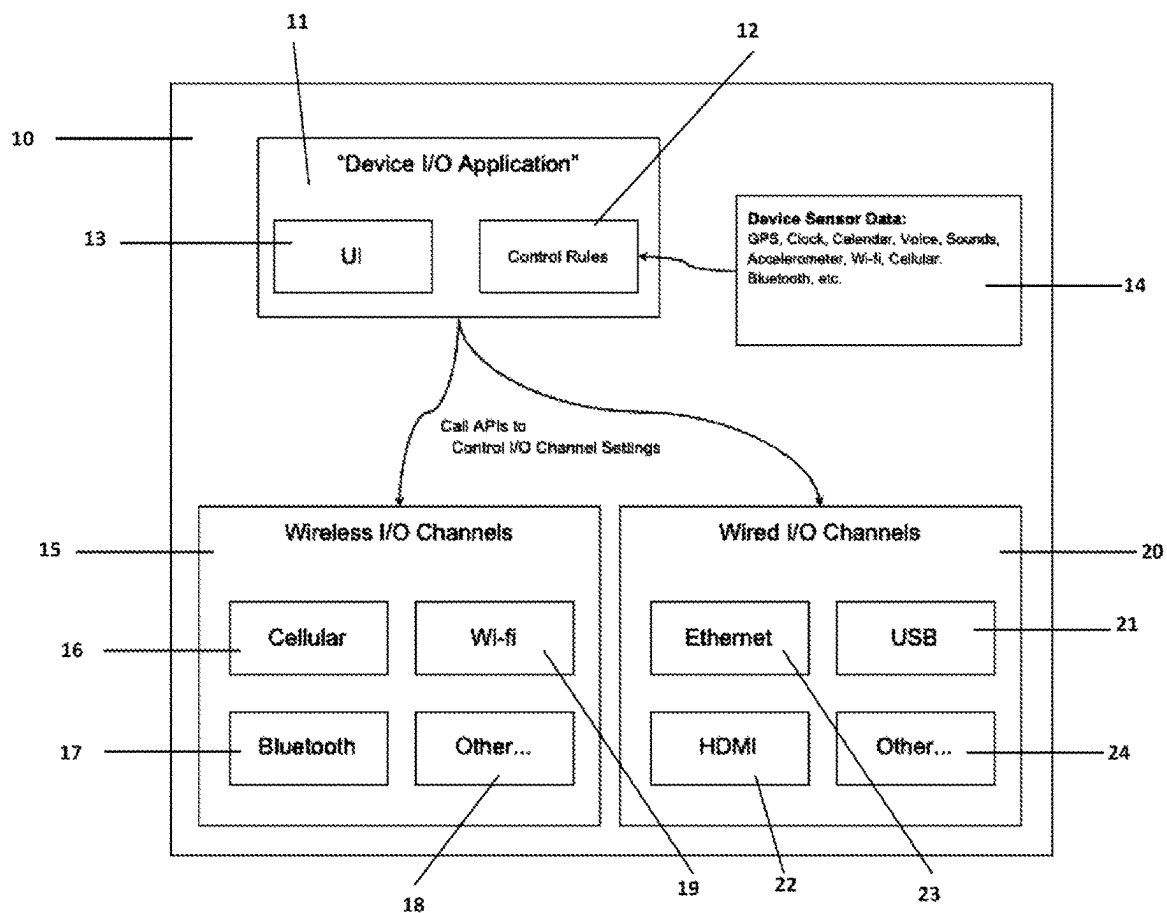 11
12
10
"Device I/O Application"
13
UI
Control Rules
Device Sensor Data:
GPS, Clock, Calendar, Voice, Sounds,
Accelerometer, Wi-fi, Cellular.
Bluetooth, etc.
14
Call APIs to
Control I/O Channel Settings
15
Wireless I/O Channels
Wired I/O Channels
20
16
Cellular
Wi-fi
Ethernet
USB
21
17
Bluetooth
Other...
HDMI
Other...
24
18
19
22
23